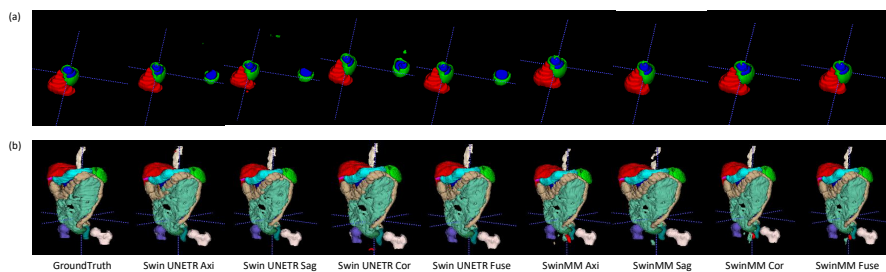 (a)
(b)
GroundTruth Swin UNETR Axi Swin UNETR Sag Swin UNETR Cor Swin UNETR Fuse SwinMM Axi SwinMM Sag SwinMM Cor SwinMM Fuse